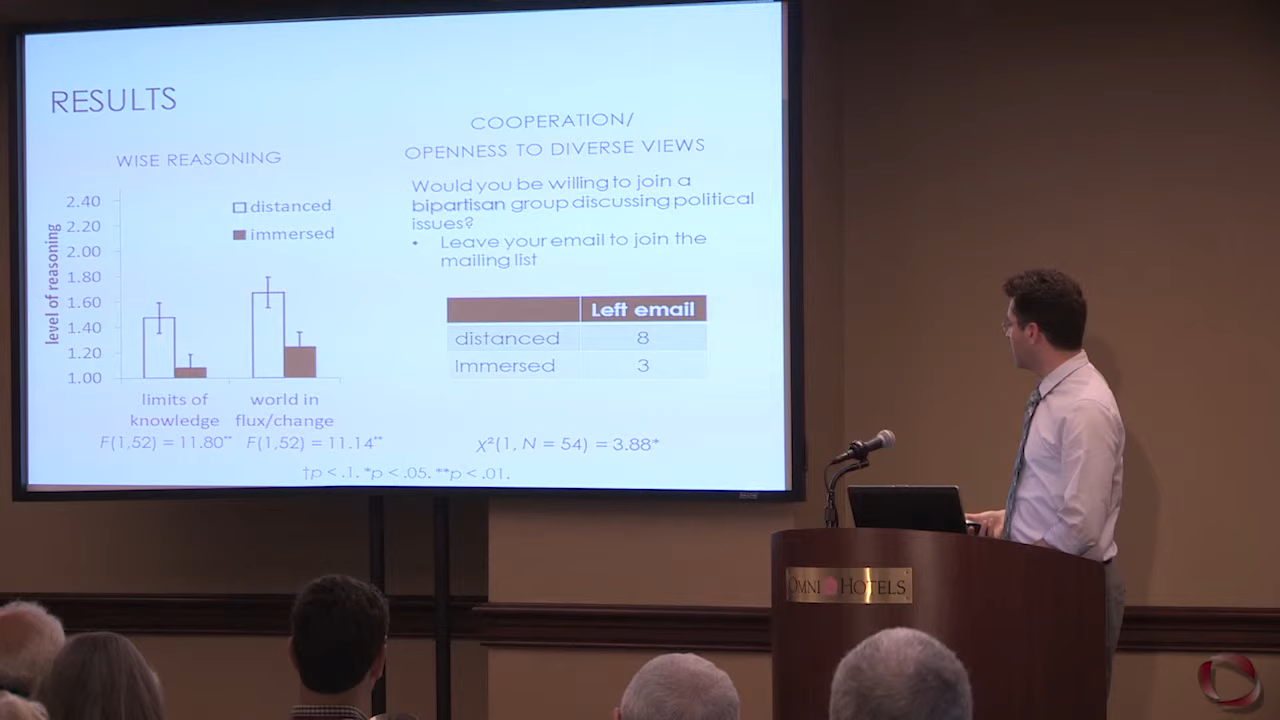 RESULTS
WISE REASONING
level of reasoning
2.40
2.20
2.00
1.80
1.60
1.40
1.20
1.00
distanced
immersed
limits of knowledge
world in flux/change
F(1,52) = 11.80** F(1,52) = 11.14**
COOPERATION/
OPENNESS TO DIVERSE VIEWS
Would you be willing to join a
bipartisan group discussing political
issues?
• Leave your email to join the
mailing list
Left email
distanced 8
Immersed 3
χ²(1, N = 54) = 3.88*
†p < .1. *p < .05. **p < .01.
OMNI HOTELS